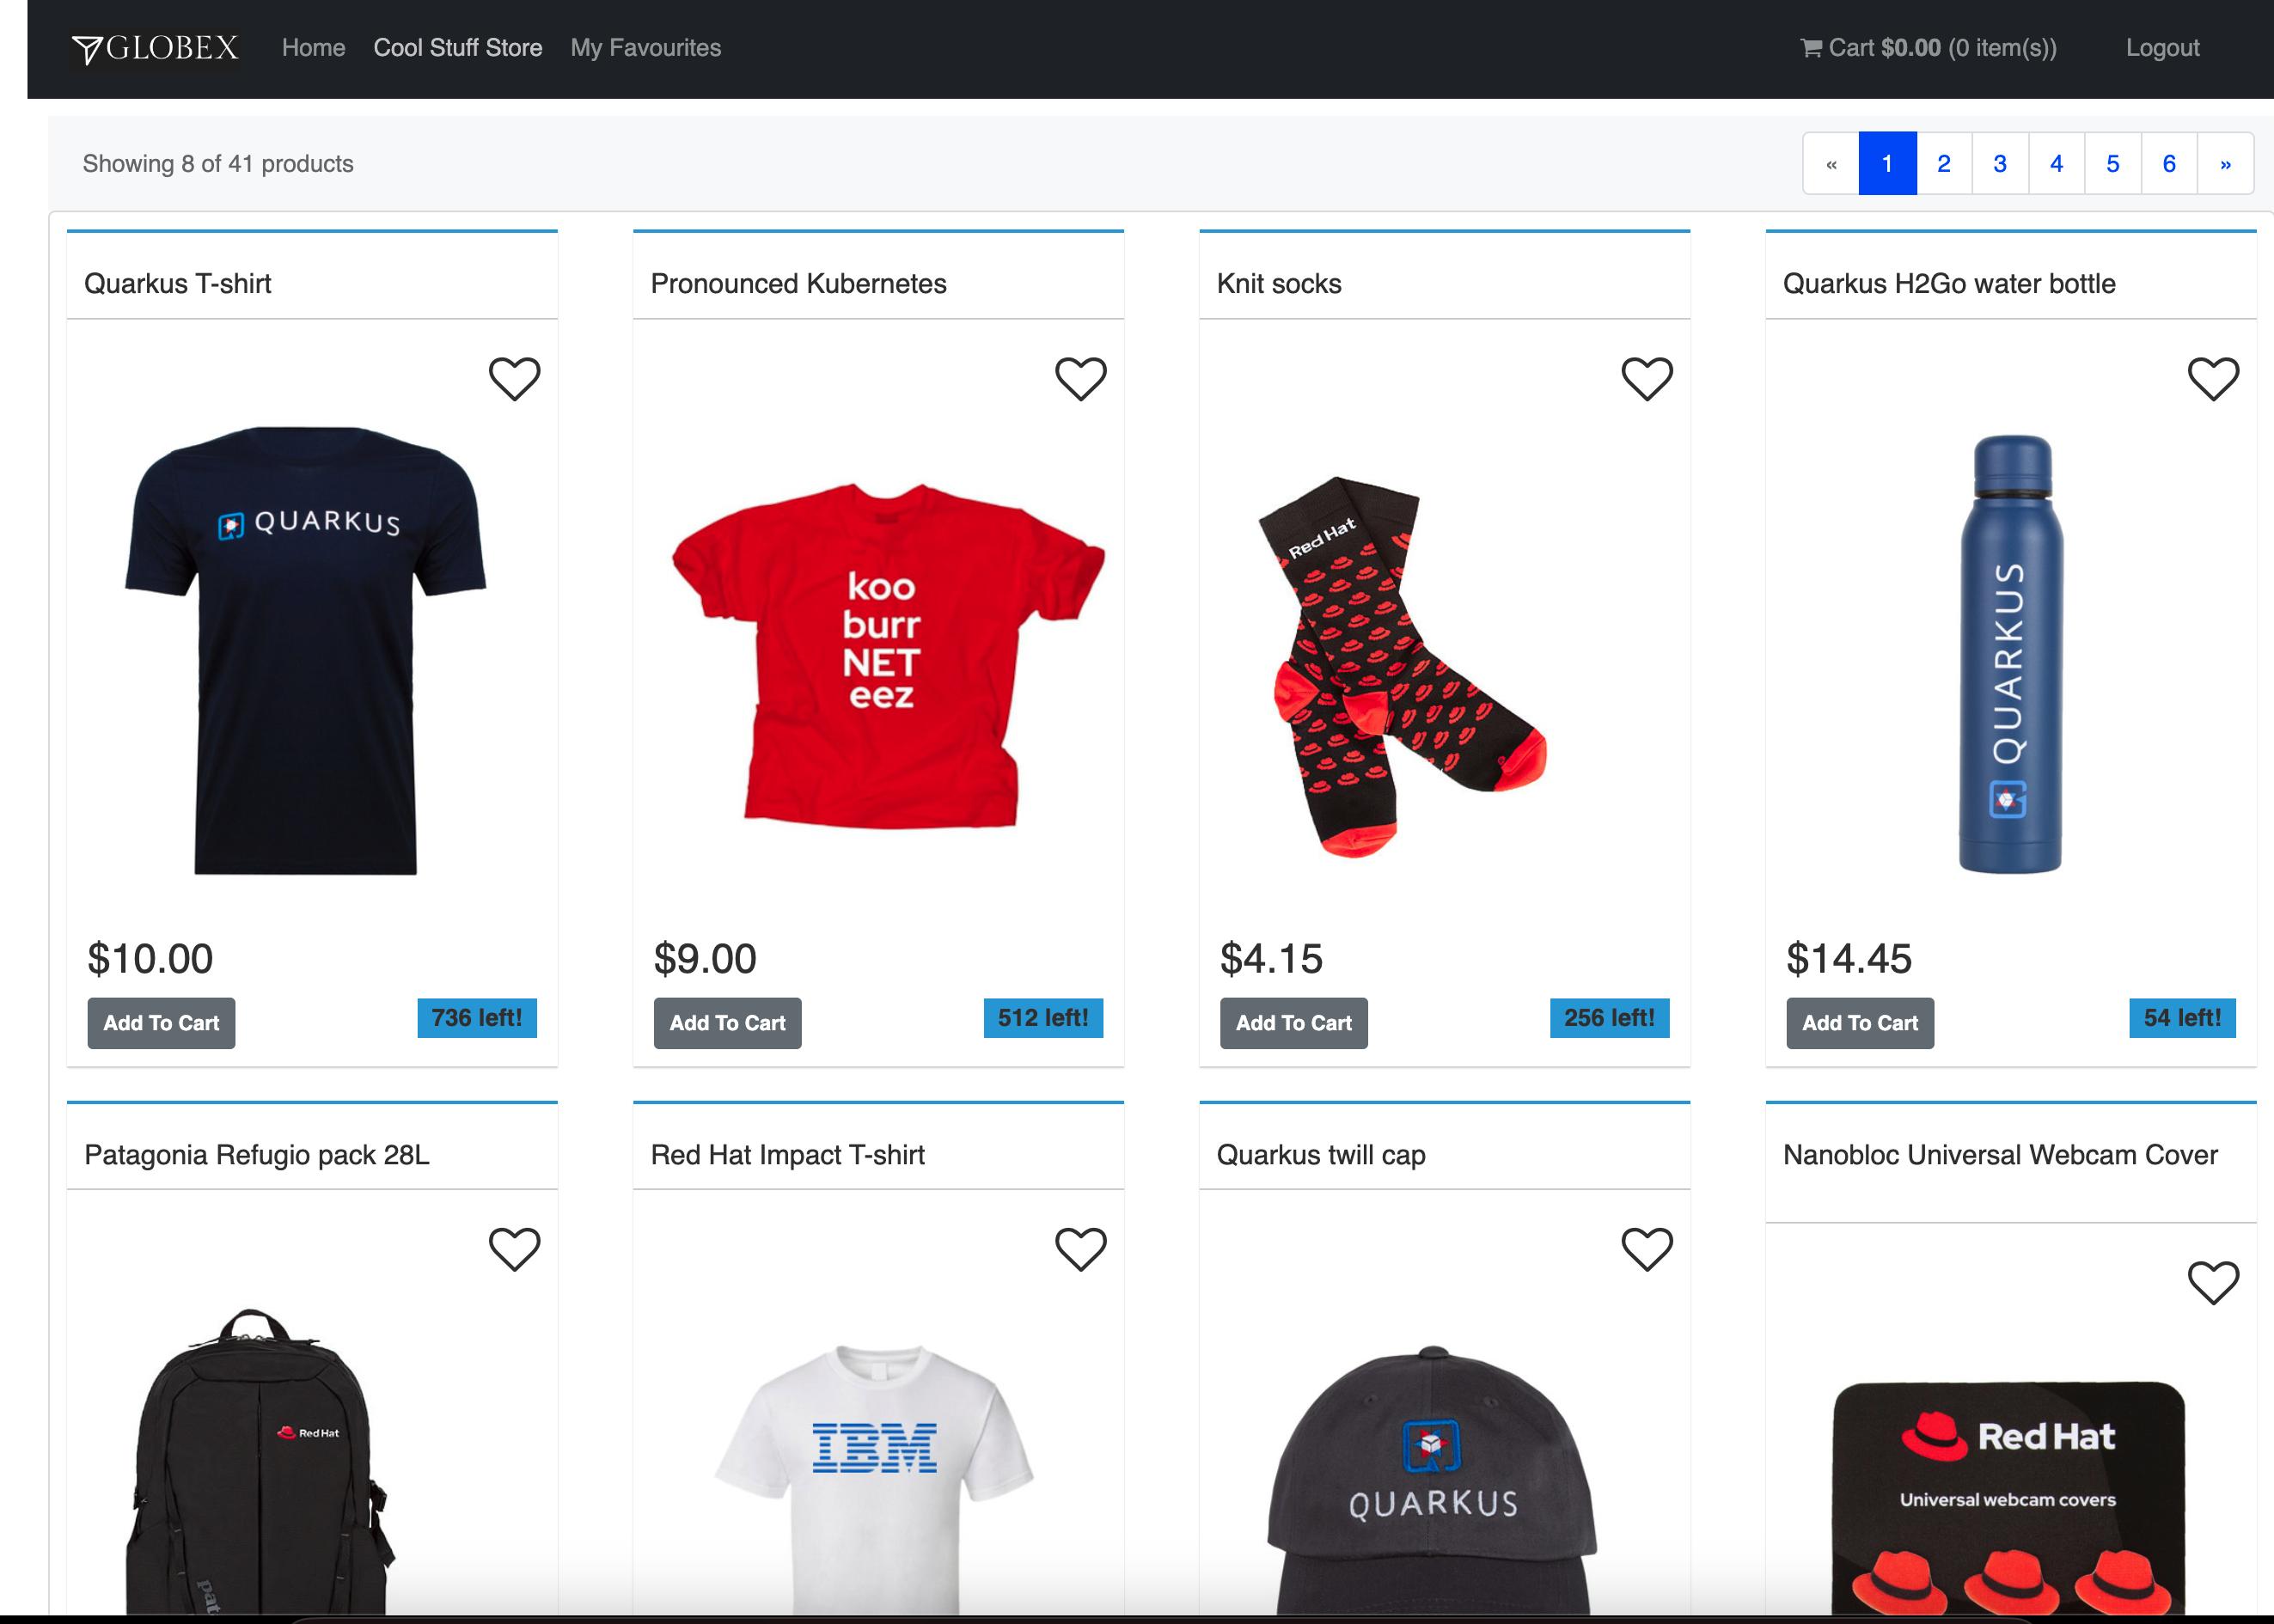 GLOBEX Home Cool Stuff Store My Favourites Cart $0.00 (0 item(s)) Logout
Showing 8 of 41 products « 1 2 3 4 5 6 »
Quarkus T-shirt
QUARKUS
$10.00
Add To Cart 736 left!
Pronounced Kubernetes
koo
burr
NET
eez
$9.00
Add To Cart 512 left!
Knit socks
Red Hat
$4.15
Add To Cart 256 left!
Quarkus H2Go water bottle
QUARKUS
$14.45
Add To Cart 54 left!
Patagonia Refugio pack 28L
Red Hat
pat
Red Hat Impact T-shirt
IBM
Quarkus twill cap
QUARKUS
Nanobloc Universal Webcam Cover
Red Hat
Universal webcam covers